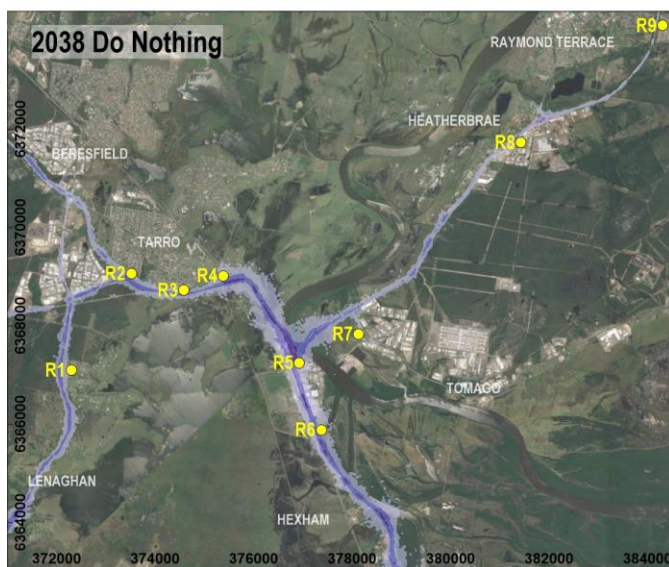 2038 Do Nothing
R9
RAYMOND TERRACE
HEATHERBRAE
R8
BERESFIELD
TARRO
R2
R4
R3
R7
R5
R1
TOMAGO
R6
LENAGHAN
HEXHAM
6372000
6370000
6368000
6366000
6364000
372000 374000 376000 378000 380000 382000 384000